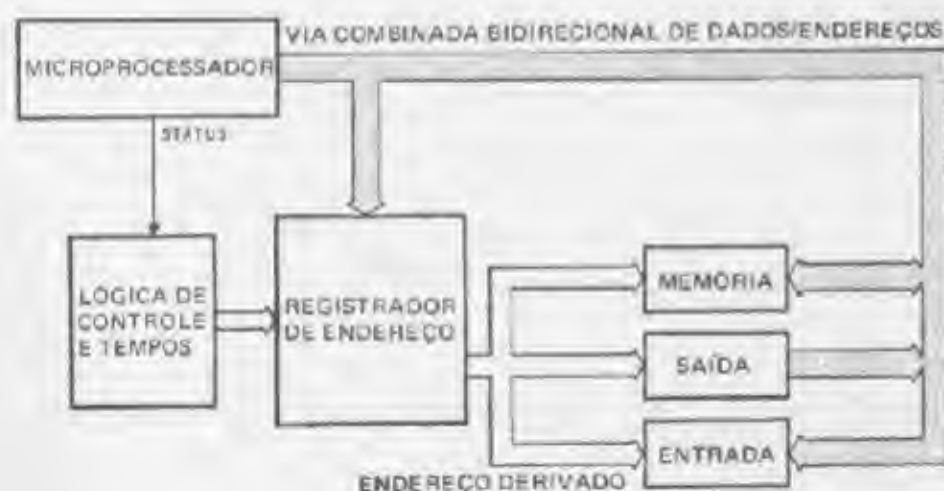 VIA COMBINADA BIDIRECIONAL DE DADOS/ENDEREÇOS
MICROPROCESSADOR
STATUS
LÓGICA DE
CONTROLE
E TEMPOS
REGISTRADOR
DE ENDEREÇO
MEMÓRIA
SAÍDA
ENTRADA
ENDEREÇO DERIVADO